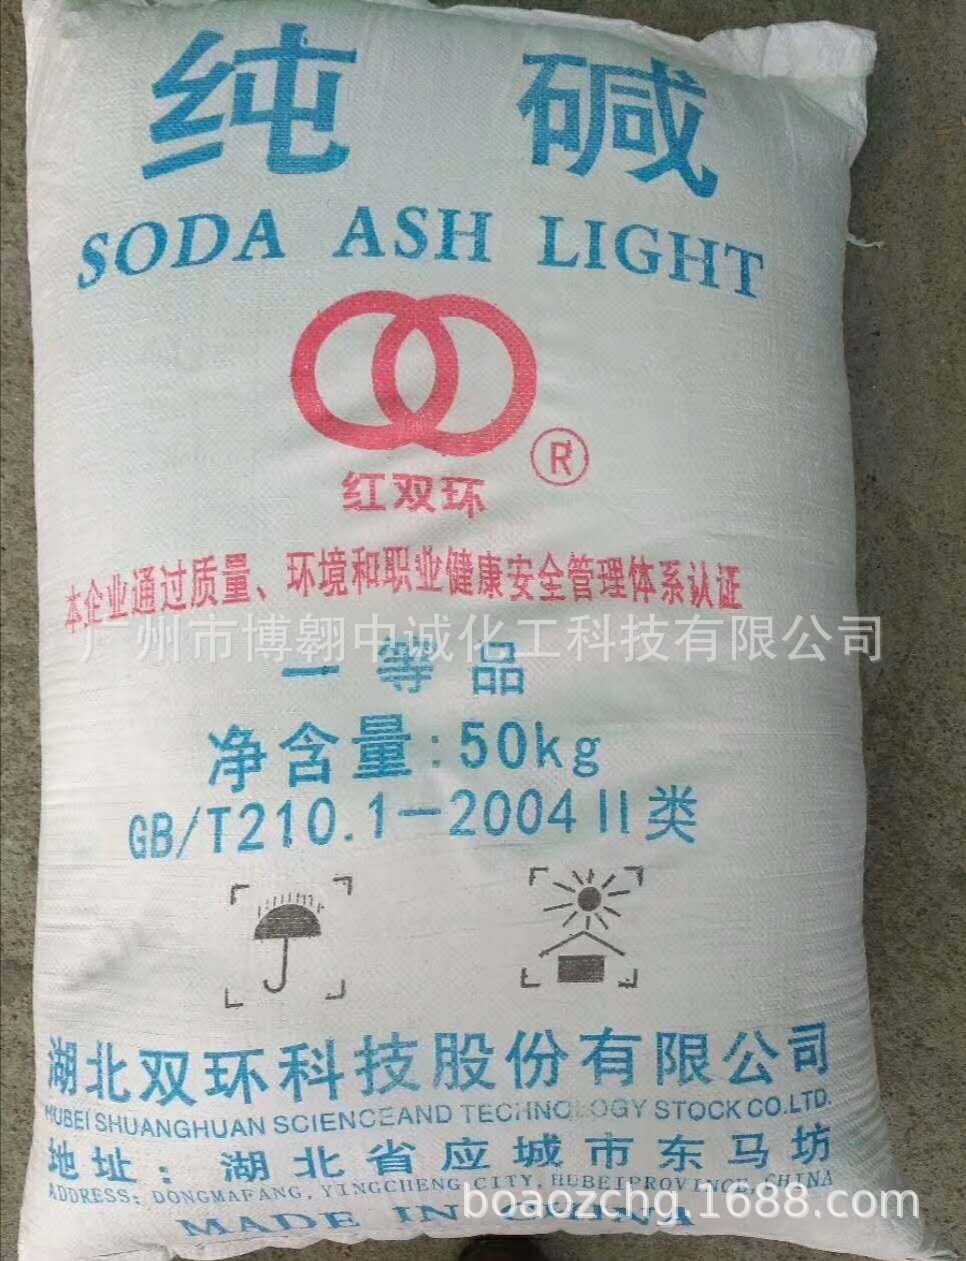 纯 碱
SODA ASH LIGHT
R
红双环
本企业通过质量、环境和职业健康安全管理体系认证
广州市博翱中诚化工科技有限公司
一等品
净含量:50kg
GB/T210.1-2004 II类
湖北双环科技股份有限公司
HUBEI SHUANGHUAN SCIENCEAND TECHNOLOGY STOCK CO.LTD.
地址:湖北省应城市东马坊
ADDRESS: DONGMAFANG, YINGCHENG CITY, HUBEI PROVINCE, CHINA
boaozchg.1688.com
MADE IN CHINA